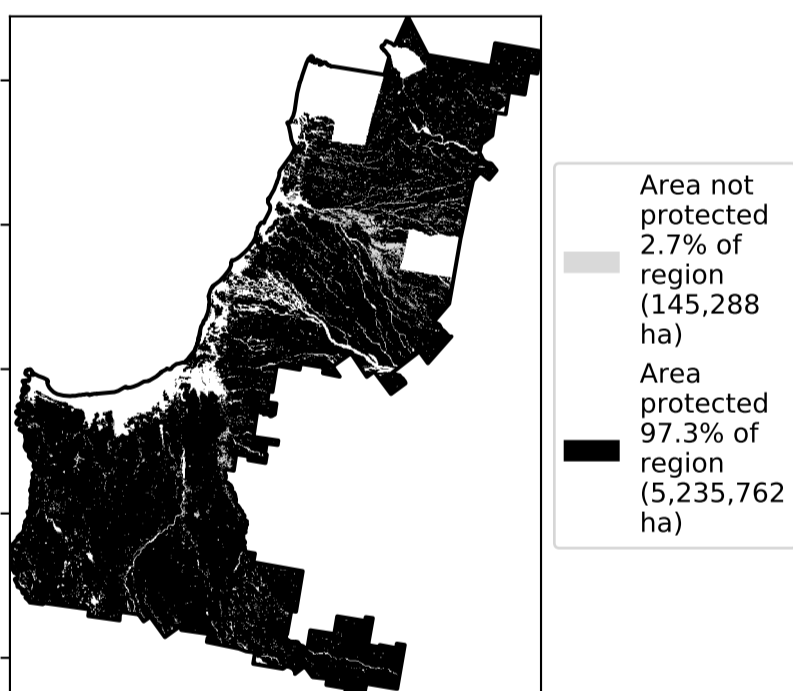 Area not
protected
2.7% of
region
(145,288
ha)
Area
protected
97.3% of
region
(5,235,762
ha)